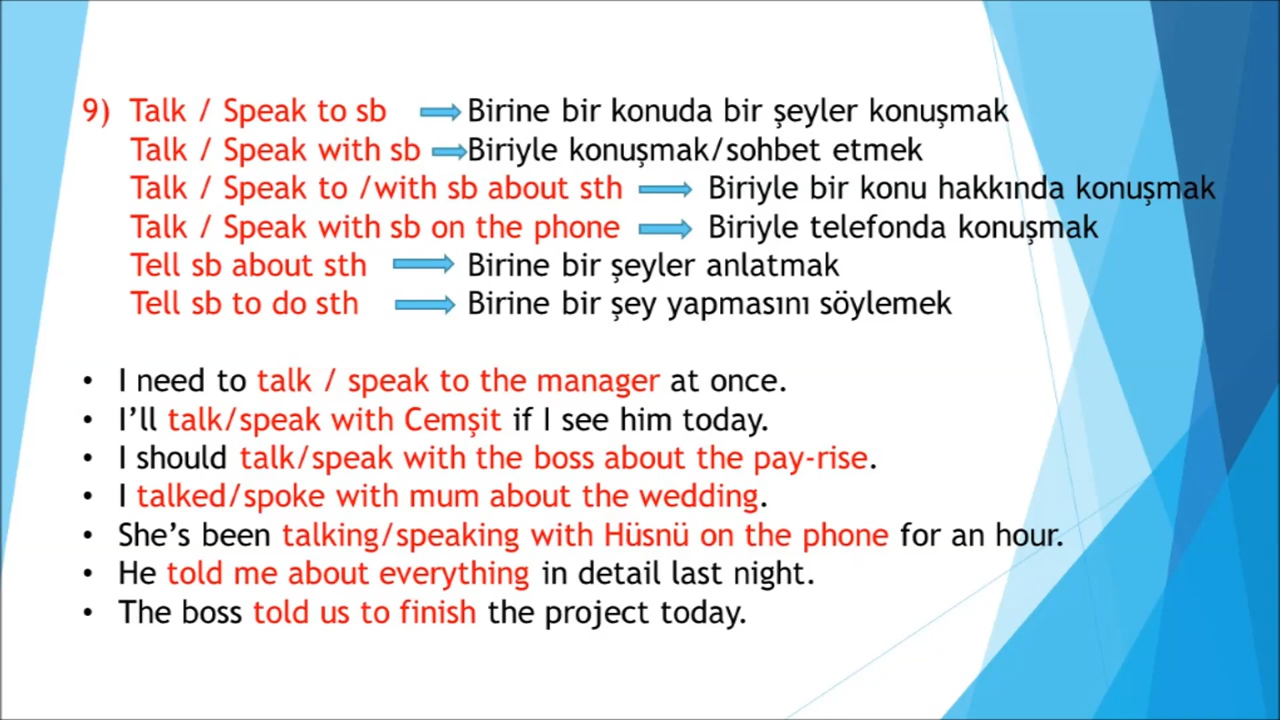 9) Talk / Speak to sb Birine bir konuda bir şeyler konuşmak
Talk / Speak with sb Biriyle konuşmak/sohbet etmek
Talk / Speak to /with sb about sth Biriyle bir konu hakkında konuşmak
Talk / Speak with sb on the phone Biriyle telefonda konuşmak
Tell sb about sth Birine bir şeyler anlatmak
Tell sb to do sth Birine bir şey yapmasını söylemek
• I need to talk / speak to the manager at once.
• I’ll talk/speak with Cemşit if I see him today.
• I should talk/speak with the boss about the pay-rise.
• I talked/spoke with mum about the wedding.
• She’s been talking/speaking with Hüsnü on the phone for an hour.
• He told me about everything in detail last night.
• The boss told us to finish the project today.